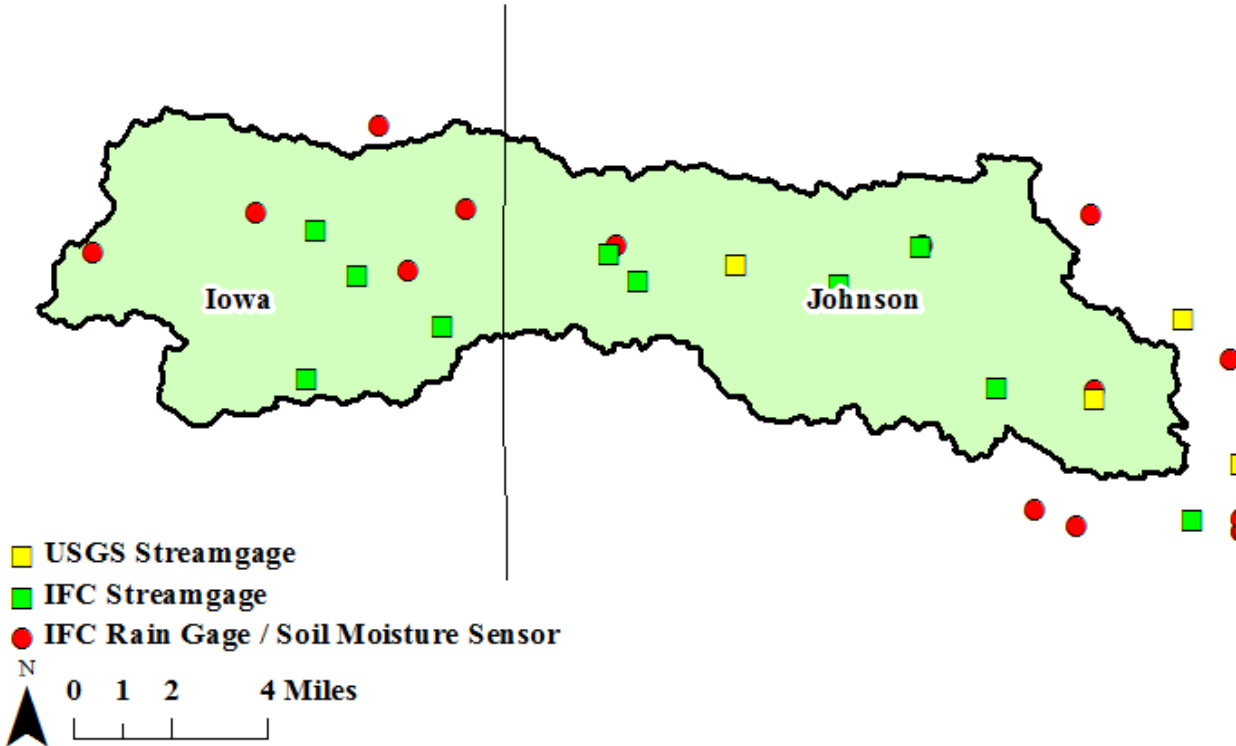 Iowa
Johnson
USGS Streamgage
IFC Streamgage
IFC Rain Gage / Soil Moisture Sensor
N
0 1 2 4 Miles